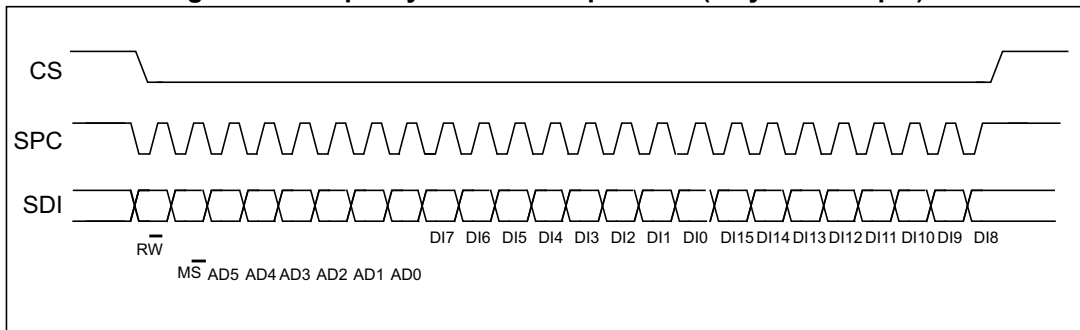 CS
SPC
SDI
DI7 DI6 DI5 DI4 DI3 DI2 DI1 DI0 DI15 DI14 DI13 DI12 DI11 DI10 DI9 DI8
RW̅
MS̅ AD5 AD4 AD3 AD2 AD1 AD0